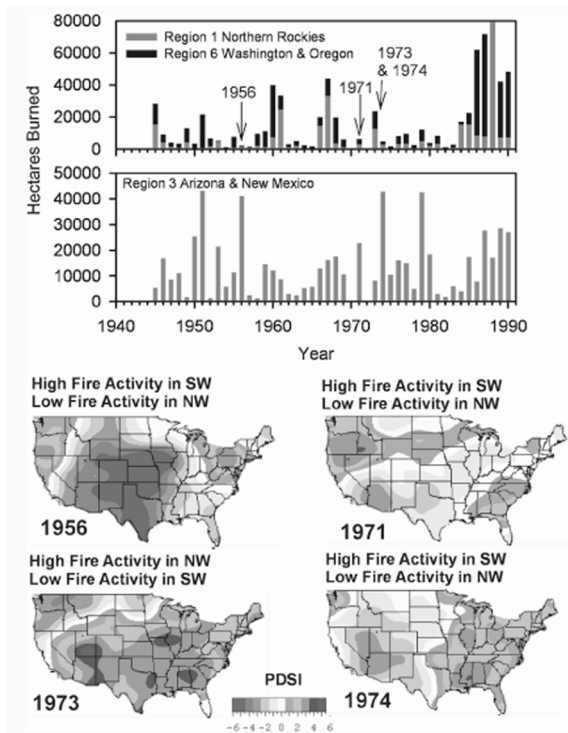 80000
Region 1 Northern Rockies
Region 6 Washington & Oregon
60000
1973
& 1974
40000
1956
1971
20000
0
Hectares Burned
50000
Region 3 Arizona & New Mexico
40000
30000
20000
10000
0
1940 1950 1960 1970 1980 1990
Year
High Fire Activity in SW
Low Fire Activity in NW
1956
High Fire Activity in SW
Low Fire Activity in NW
1971
High Fire Activity in NW
Low Fire Activity in SW
1973
PDSI
-6 -4 -2 0 2 4 6
High Fire Activity in SW
Low Fire Activity in NW
1974